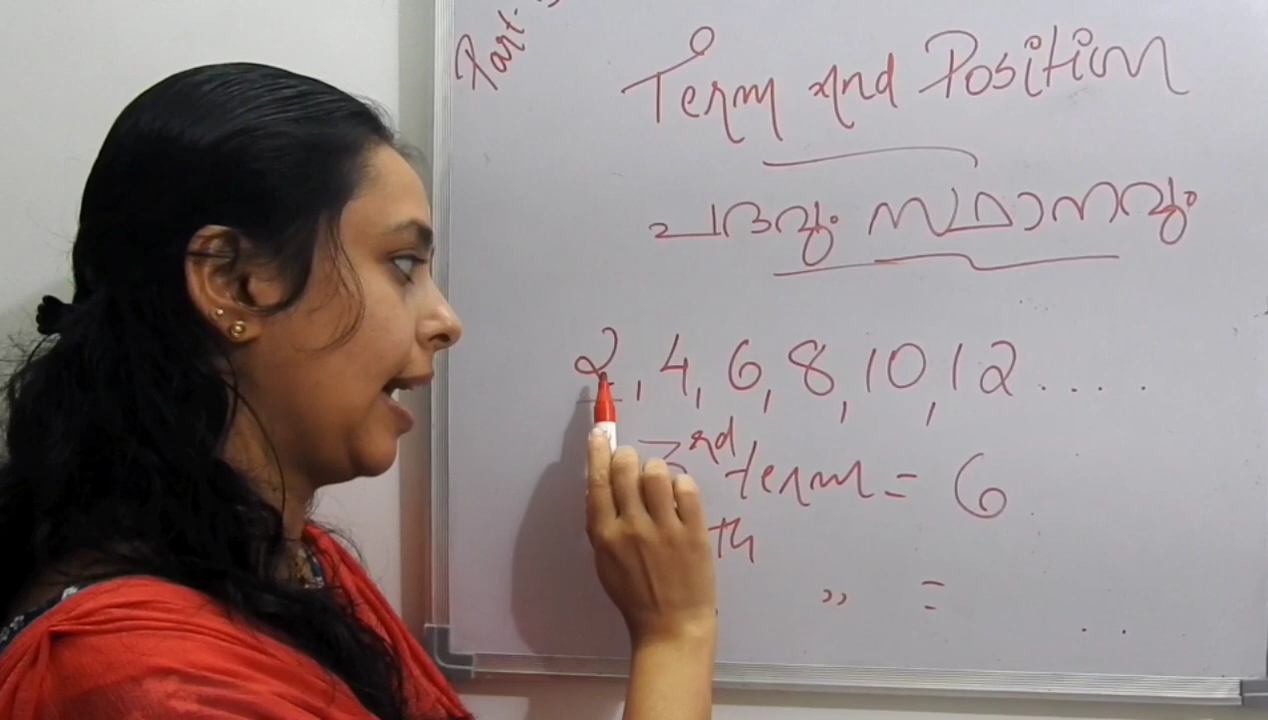 Part-
Term and Position
പദവും സ്ഥാനവും
2, 4, 6, 8, 10, 12 ....
3rd term = 6
th
" =